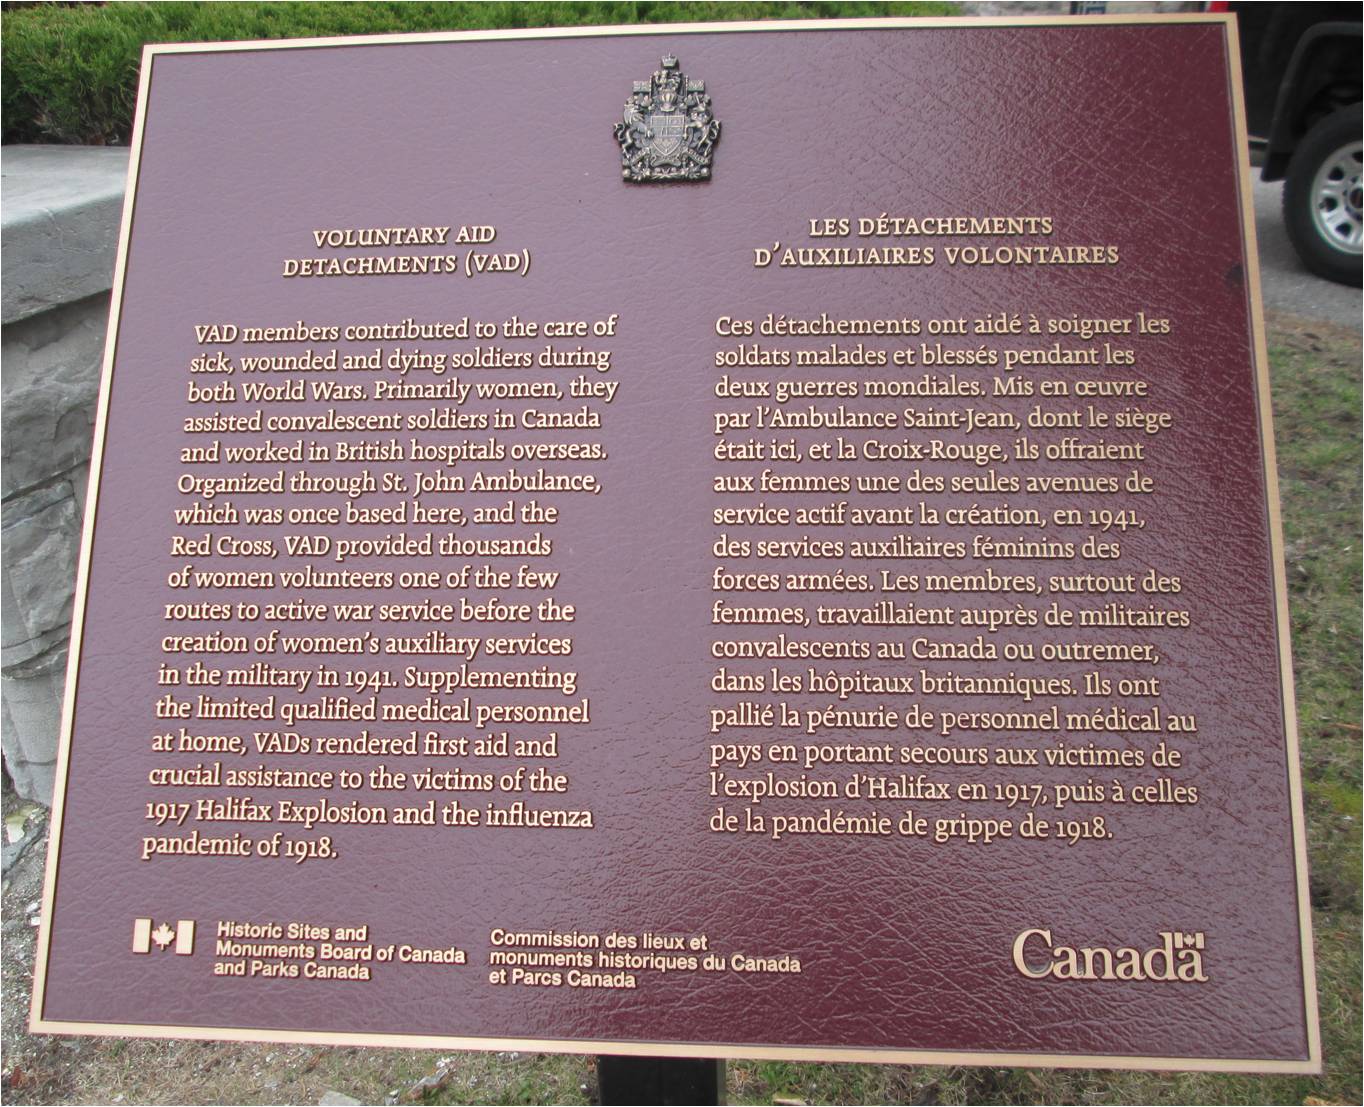 VOLUNTARY AID
DETACHMENTS (VAD)
VAD members contributed to the care of
sick, wounded and dying soldiers during
both World Wars. Primarily women, they
assisted convalescent soldiers in Canada
and worked in British hospitals overseas.
Organized through St. John Ambulance,
which was once based here, and the
Red Cross, VAD provided thousands
of women volunteers one of the few
routes to active war service before the
creation of women's auxiliary services
in the military in 1941. Supplementing
the limited qualified medical personnel
at home, VADs rendered first aid and
crucial assistance to the victims of the
1917 Halifax Explosion and the influenza
pandemic of 1918.
LES DÉTACHEMENTS
D'AUXILIAIRES VOLONTAIRES
Ces détachements ont aidé à soigner les
soldats malades et blessés pendant les
deux guerres mondiales. Mis en œuvre
par l'Ambulance Saint-Jean, dont le siège
était ici, et la Croix-Rouge, ils offraient
aux femmes une des seules avenues de
service actif avant la création, en 1941,
des services auxiliaires féminins des
forces armées. Les membres, surtout des
femmes, travaillaient auprès de militaires
convalescents au Canada ou outremer,
dans les hôpitaux britanniques. Ils ont
pallié la pénurie de personnel médical au
pays en portant secours aux victimes de
l'explosion d'Halifax en 1917, puis à celles
de la pandémie de grippe de 1918.
Historic Sites and
Monuments Board of Canada
and Parks Canada
Commission des lieux et
monuments historiques du Canada
et Parcs Canada
Canada